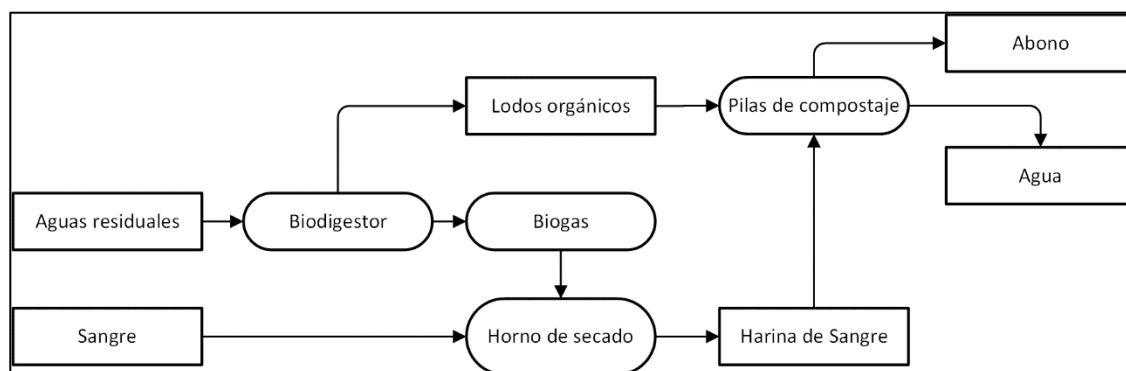 Abono
Lodos orgánicos
Pilas de compostaje
Agua
Aguas residuales
Biodigestor
Biogas
Sangre
Horno de secado
Harina de Sangre